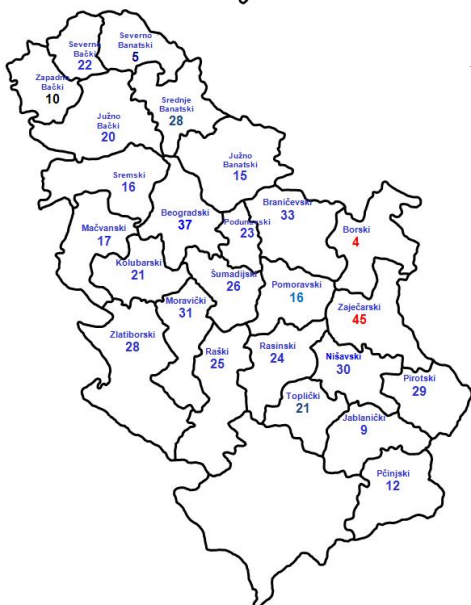 Severno
Banatski
5
Severno
Bački
22
Zapadno
Bački
10
Srednje
Banatski
28
Južno
Bački
20
Južno
Banatski
15
Sremski
16
Beogradski
37
Podunavski
23
Braničevski
33
Borski
4
Mačvanski
17
Kolubarski
21
Šumadijski
26
Pomoravski
16
Zaječarski
45
Moravički
31
Zlatiborski
28
Raški
25
Rasinski
24
Nišavski
30
Pirotski
29
Toplički
21
Jablanički
9
Pčinjski
12